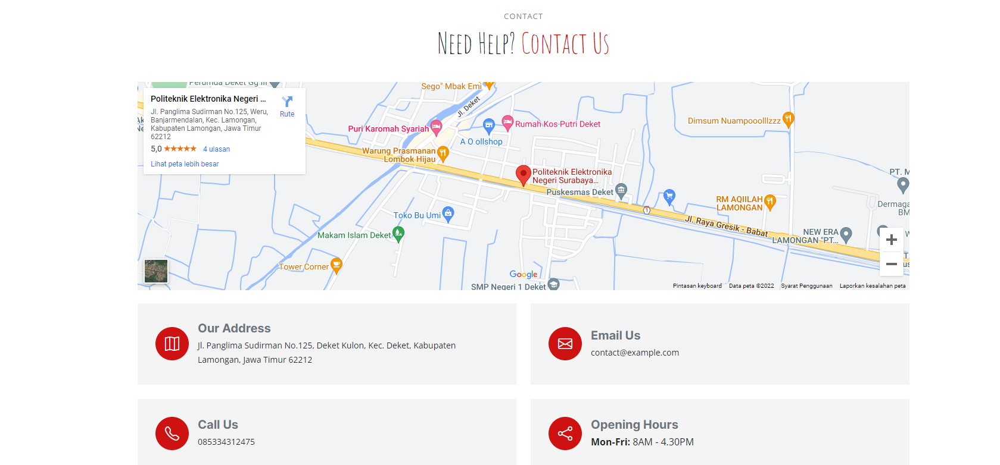 CONTACT
Need Help? Contact Us
Perumda Deket Gg III
Sego" Mbak Emi
Politeknik Elektronika Negeri ...
Rute
Jl. Panglima Sudirman No.125, Weru,
Banjarmendalan, Kec. Lamongan,
Kabupaten Lamongan, Jawa Timur
62212
5,0
4 ulasan
Lihat peta lebih besar
Jl. Deket
Puri Karomah Syariah
Rumah Kos Putri Deket
Dimsum Nuampooolllzzz
A O ollshop
Warung Prasmanan
Lombok Hijau
Politeknik Elektronika
Negeri Surabaya...
Puskesmas Deket
PT. M
RM AQIILAH
LAMONGAN
Dermaga
BM
1
Toko Bu Umi
Jl. Raya Gresik - Babat
Makam Islam Deket
NEW ERA
LAMONGAN "PT...
Tower Corner
Google
SMP Negeri 1 Deket
Pintasan keyboard
Data peta ©2022
Syarat Penggunaan
Laporkan kesalahan peta
Our Address
Jl. Panglima Sudirman No.125, Deket Kulon, Kec. Deket, Kabupaten
Lamongan, Jawa Timur 62212
Email Us
contact@example.com
Call Us
085334312475
Opening Hours
Mon-Fri: 8AM - 4.30PM